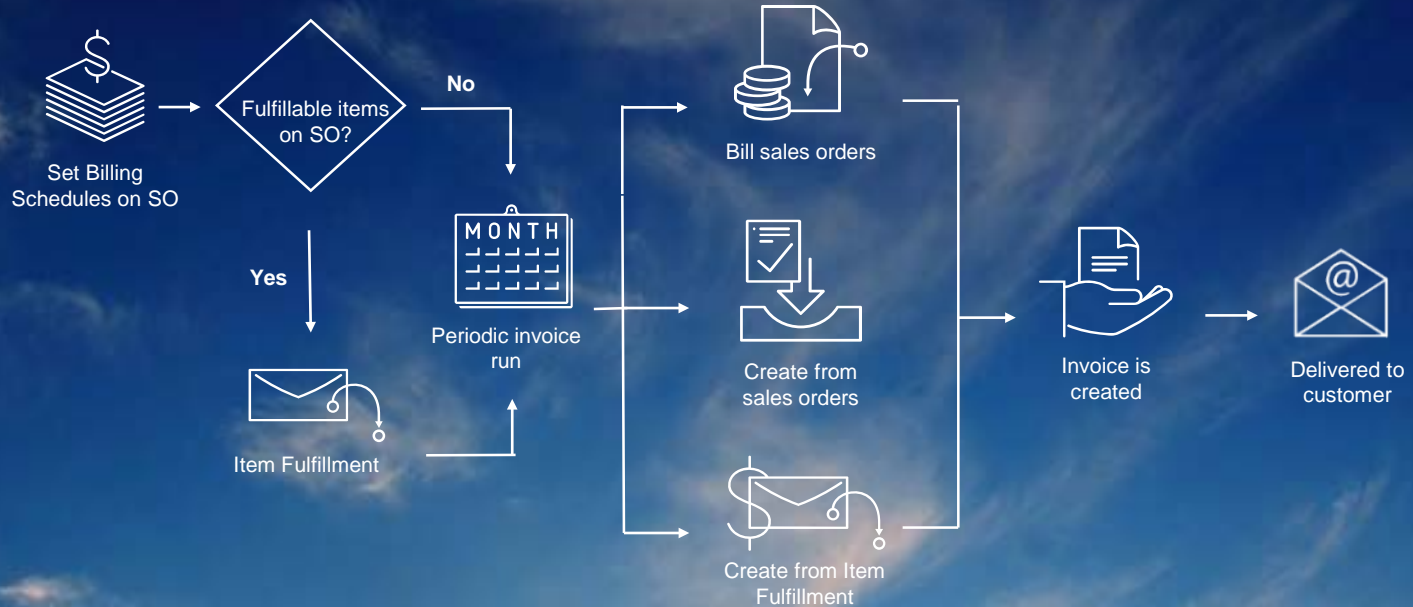 Set Billing
Schedules on SO
Fulfillable items
on SO?
No
Yes
Item Fulfillment
MONTH
Periodic invoice
run
Bill sales orders
Create from
sales orders
Create from Item
Fulfillment
Invoice is
created
@
Delivered to
customer